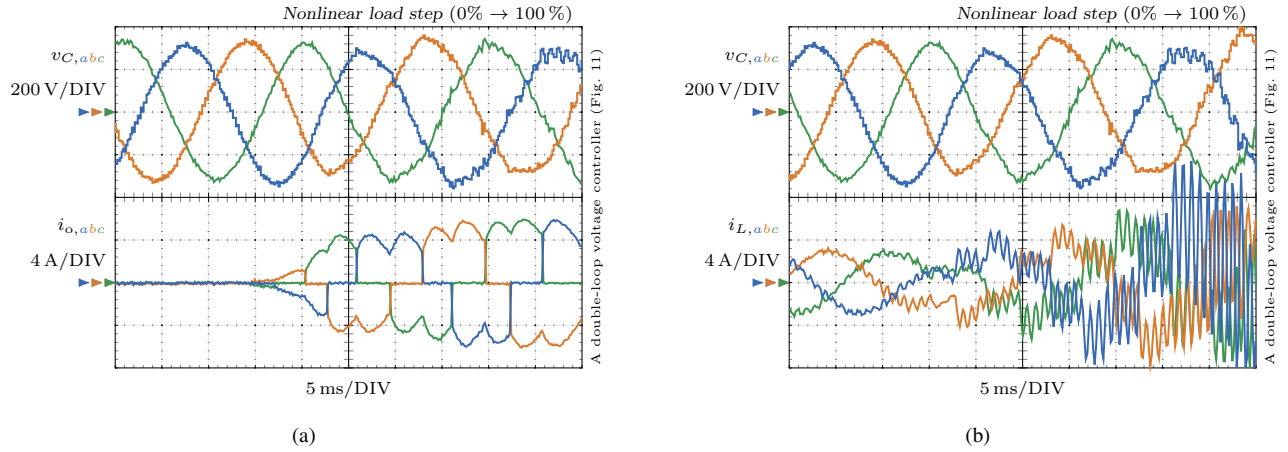 Nonlinear load step (0% → 100 %)
v_{C,abc}
200 V/DIV
i_{o,abc}
4 A/DIV
A double-loop voltage controller (Fig. 11)
5 ms/DIV
(a)
Nonlinear load step (0% → 100 %)
v_{C,abc}
200 V/DIV
i_{L,abc}
4 A/DIV
A double-loop voltage controller (Fig. 11)
5 ms/DIV
(b)